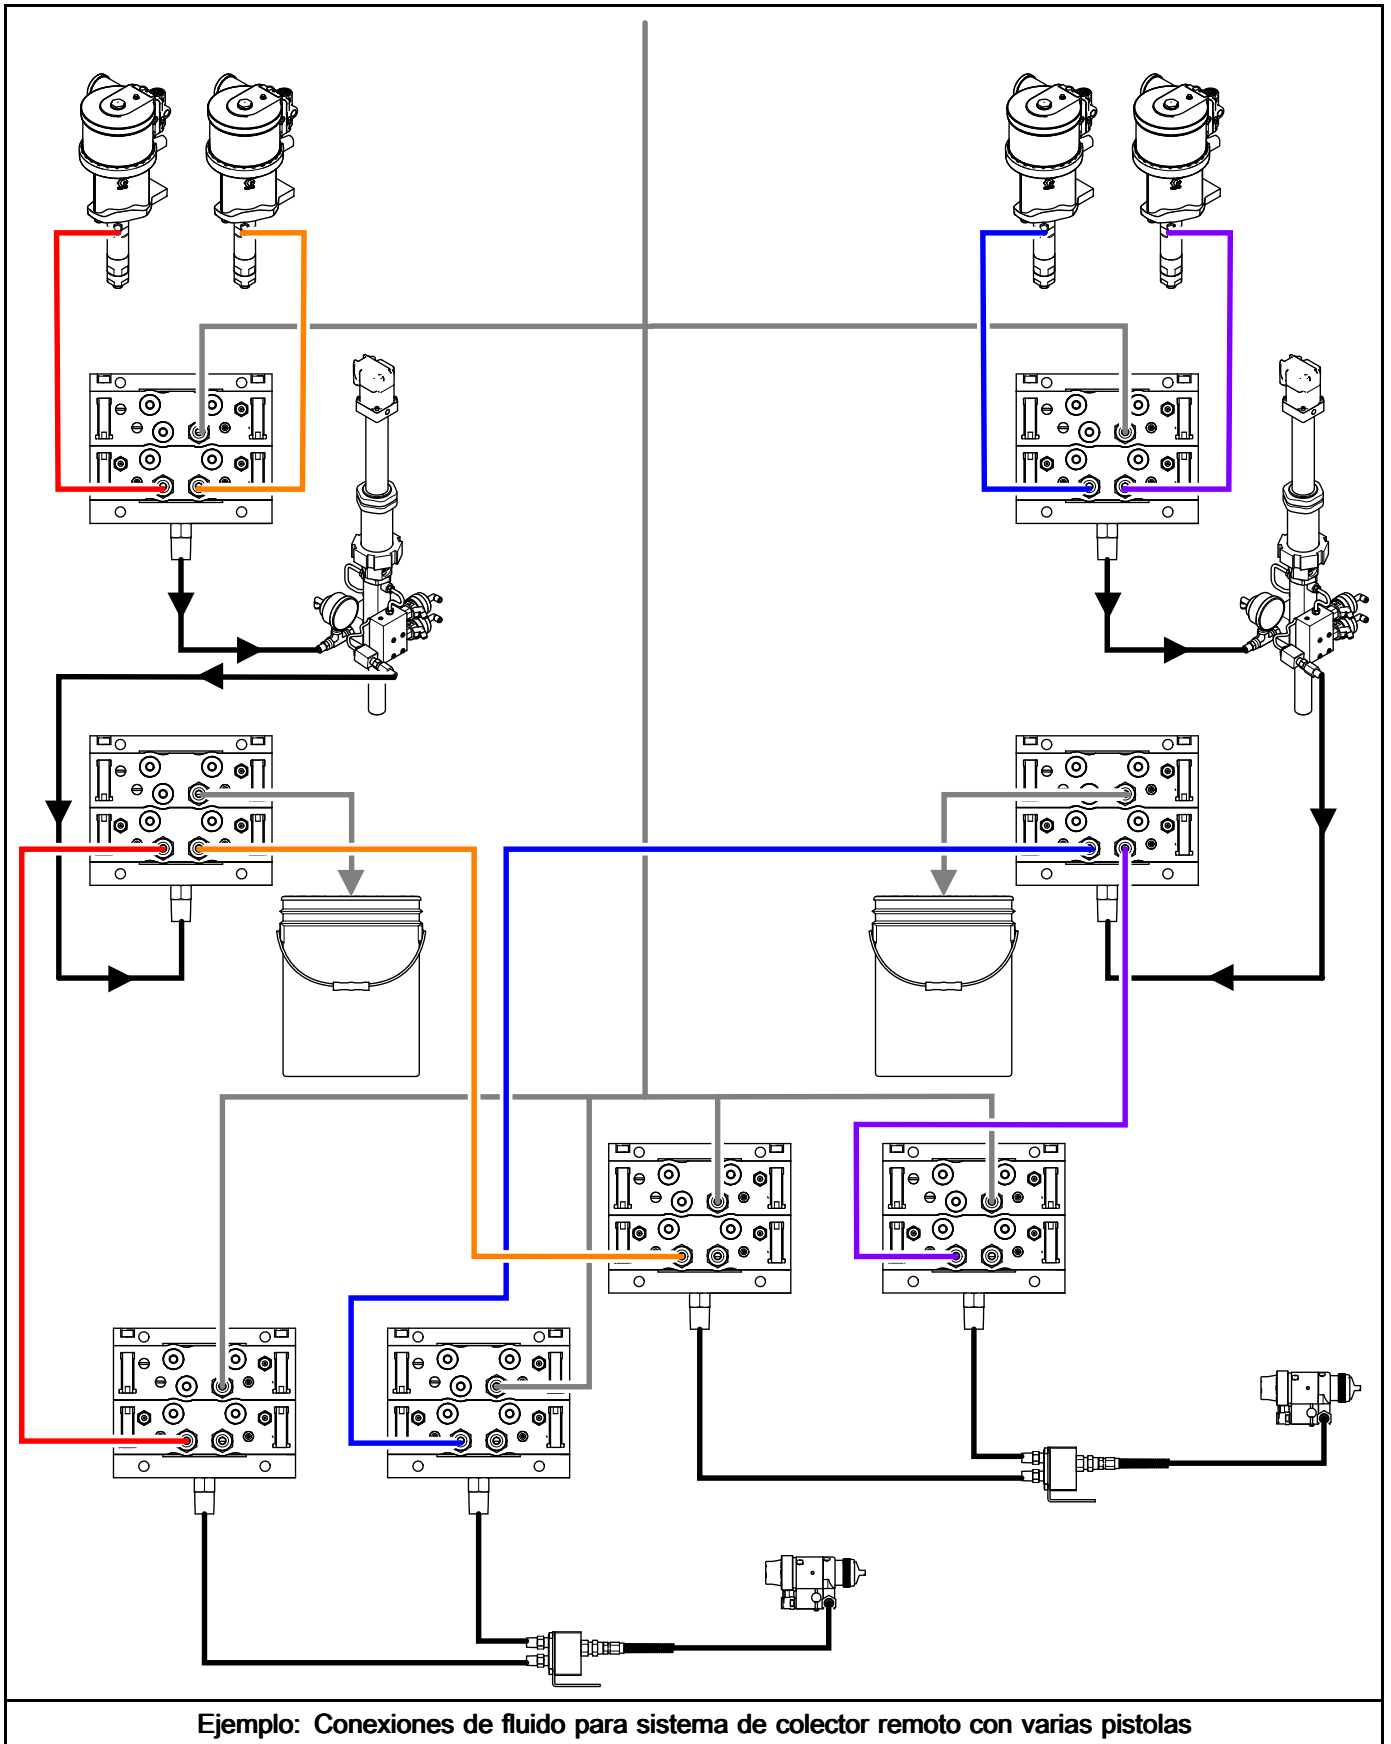 Ejemplo: Conexiones de fluido para sistema de colector remoto con varias pistolas